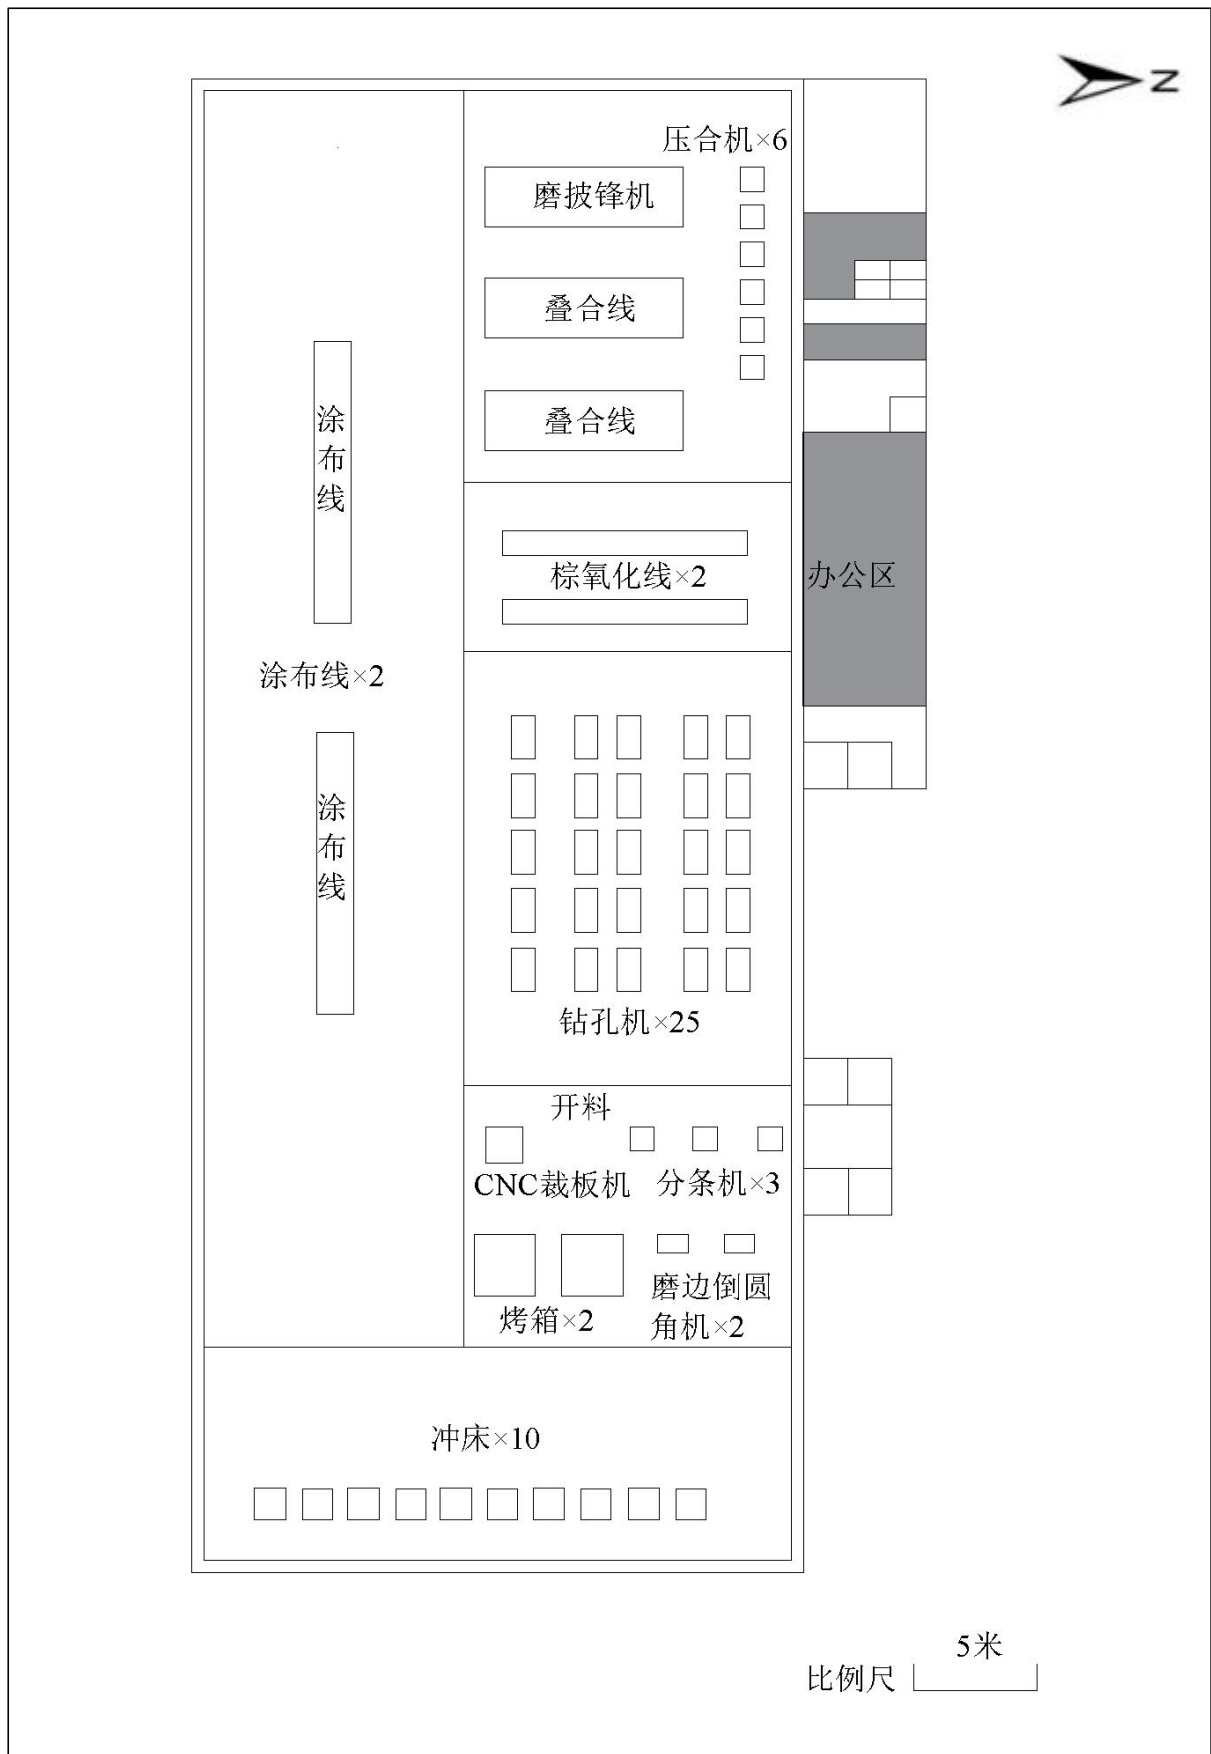 N
压合机×6
磨披锋机
叠合线
叠合线
涂
布
线
棕氧化线×2
办公区
涂布线×2
涂
布
线
钻孔机×25
开料
CNC裁板机
分条机×3
烤箱×2
磨边倒圆
角机×2
冲床×10
5米
比例尺